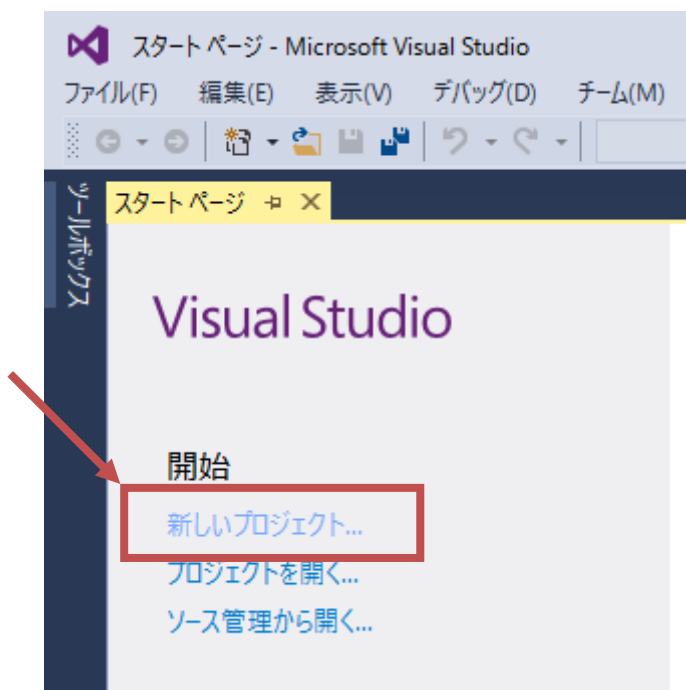 スタート ページ - Microsoft Visual Studio
ファイル(F) 編集(E) 表示(V) デバッグ(D) チーム(M)
スタート ページ
ツールボックス
Visual Studio
開始
新しいプロジェクト...
プロジェクトを開く...
ソース管理から開く...